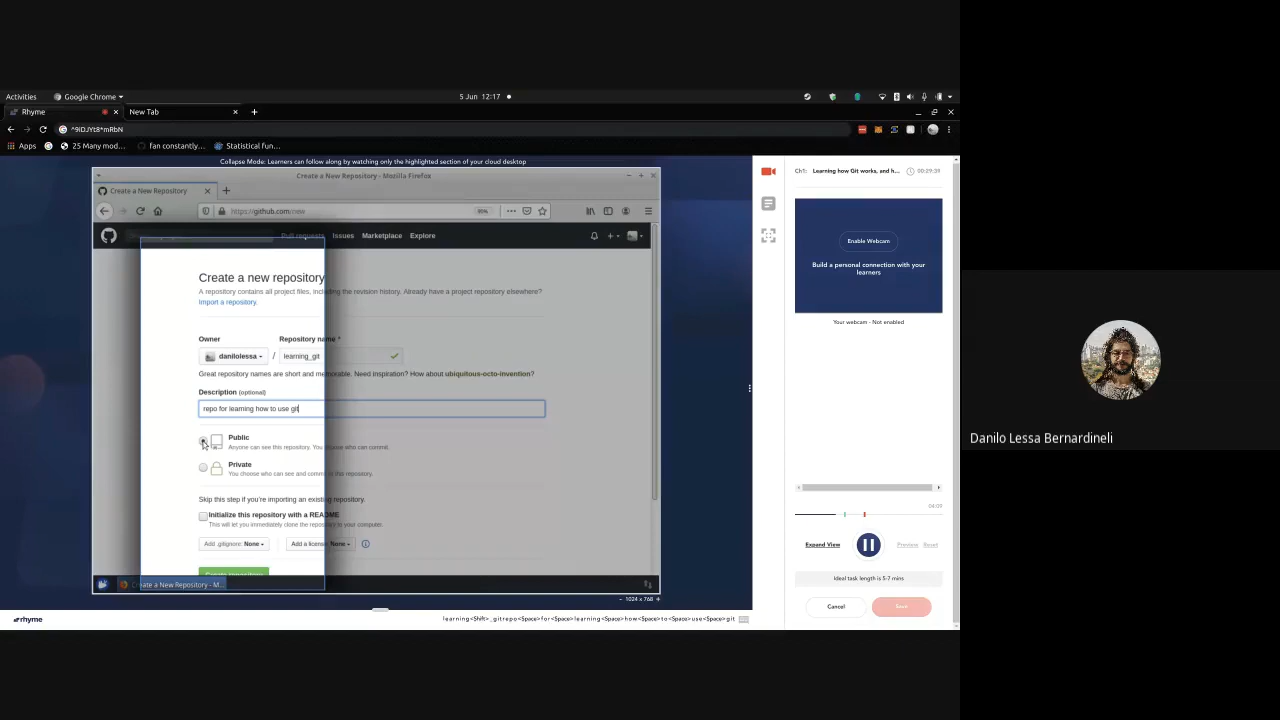 Activities Google Chrome 5 Jun 12:17
Rhyme New Tab
^9iDJYt8^mRbN
Apps 25 Many mod... fan constantly... Statistical fun...
Collapse Mode: Learners can follow along by watching only the highlighted section of your cloud desktop
Create a New Repository - Mozilla Firefox
Create a New Repository
https://github.com/new 80%
Pull requests Issues Marketplace Explore
Create a new repository
A repository contains all project files, including the revision history. Already have a project repository elsewhere?
Import a repository.
Owner Repository name *
danilolessa / learning_git
Great repository names are short and memorable. Need inspiration? How about ubiquitous-octo-invention?
Description (optional)
repo for learning how to use git
Public
Anyone can see this repository. You choose who can commit.
Private
You choose who can see and commit to this repository.
Skip this step if you're importing an existing repository.
Initialize this repository with a README
This will let you immediately clone the repository to your computer.
Add .gitignore: None Add a license: None
Create repository
Create a New Repository - M...
1024 x 768 +
rhyme
learning<Shift>_gitrepo<Space>for<Space>learning<Space>how<Space>to<Space>use<Space>git
Ch1: Learning how Git works, and h... 00:29:39
Enable Webcam
Build a personal connection with your
learners
Your webcam - Not enabled
04:09
Expand View Preview Reset
Ideal task length is 5-7 mins
Cancel Save
Danilo Lessa Bernardineli